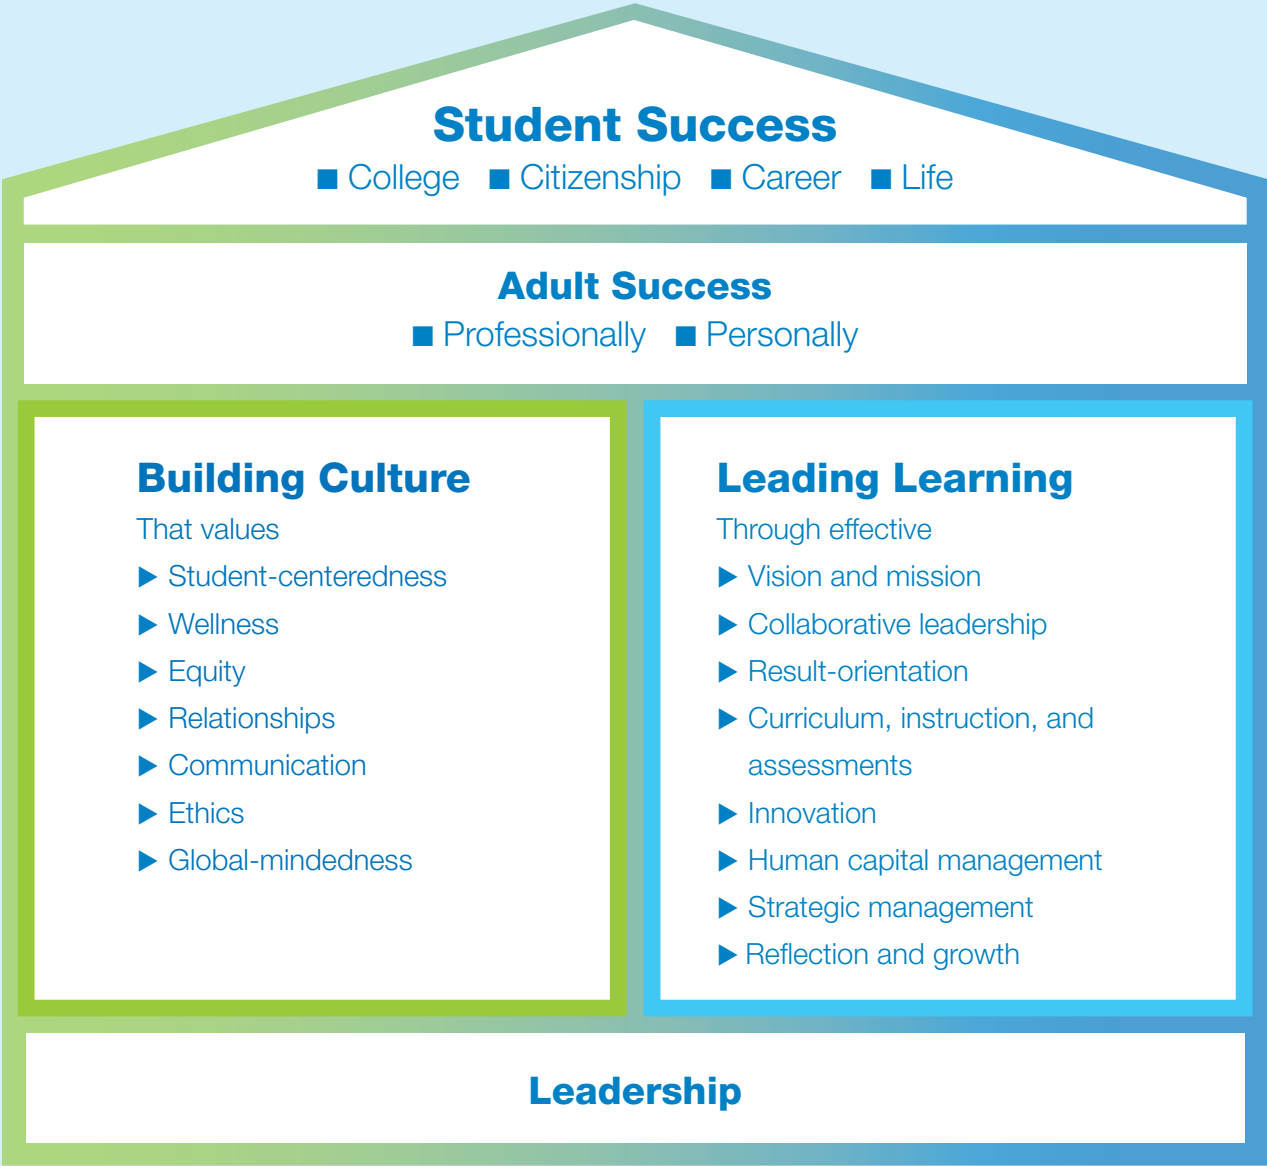 Student Success
■ College ■ Citizenship ■ Career ■ Life
Adult Success
■ Professionally ■ Personally
Building Culture
That values
▶ Student-centeredness
▶ Wellness
▶ Equity
▶ Relationships
▶ Communication
▶ Ethics
▶ Global-mindedness
Leading Learning
Through effective
▶ Vision and mission
▶ Collaborative leadership
▶ Result-orientation
▶ Curriculum, instruction, and
assessments
▶ Innovation
▶ Human capital management
▶ Strategic management
▶ Reflection and growth
Leadership